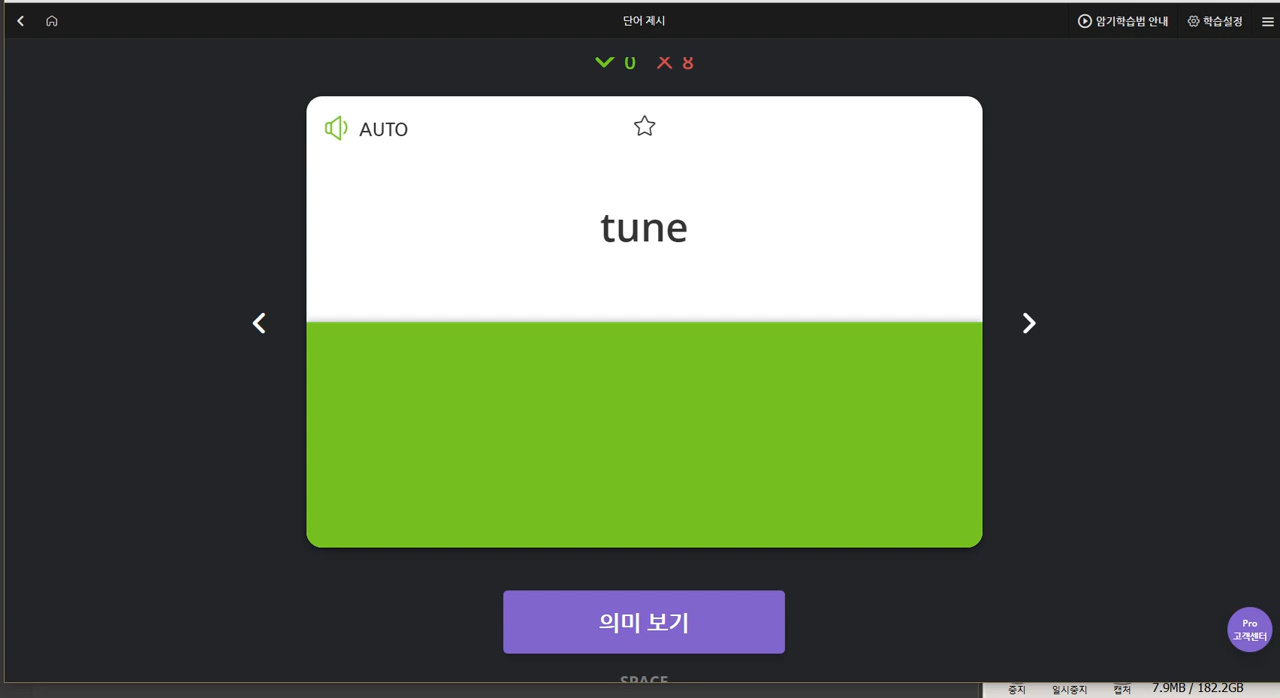 단어 제시
암기학습법 안내
학습설정
0
8
AUTO
tune
의미 보기
Pro
고객센터
SPACE
중지
일시중지
캡처
7.9MB / 182.2GB